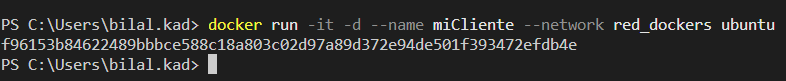 PS C:\Users\bilal.kad> docker run -it -d --name miCliente --network red_dockers ubuntu
f96153b84622489bbbce588c18a803c02d97a89d372e94de501f393472efdb4e
PS C:\Users\bilal.kad>